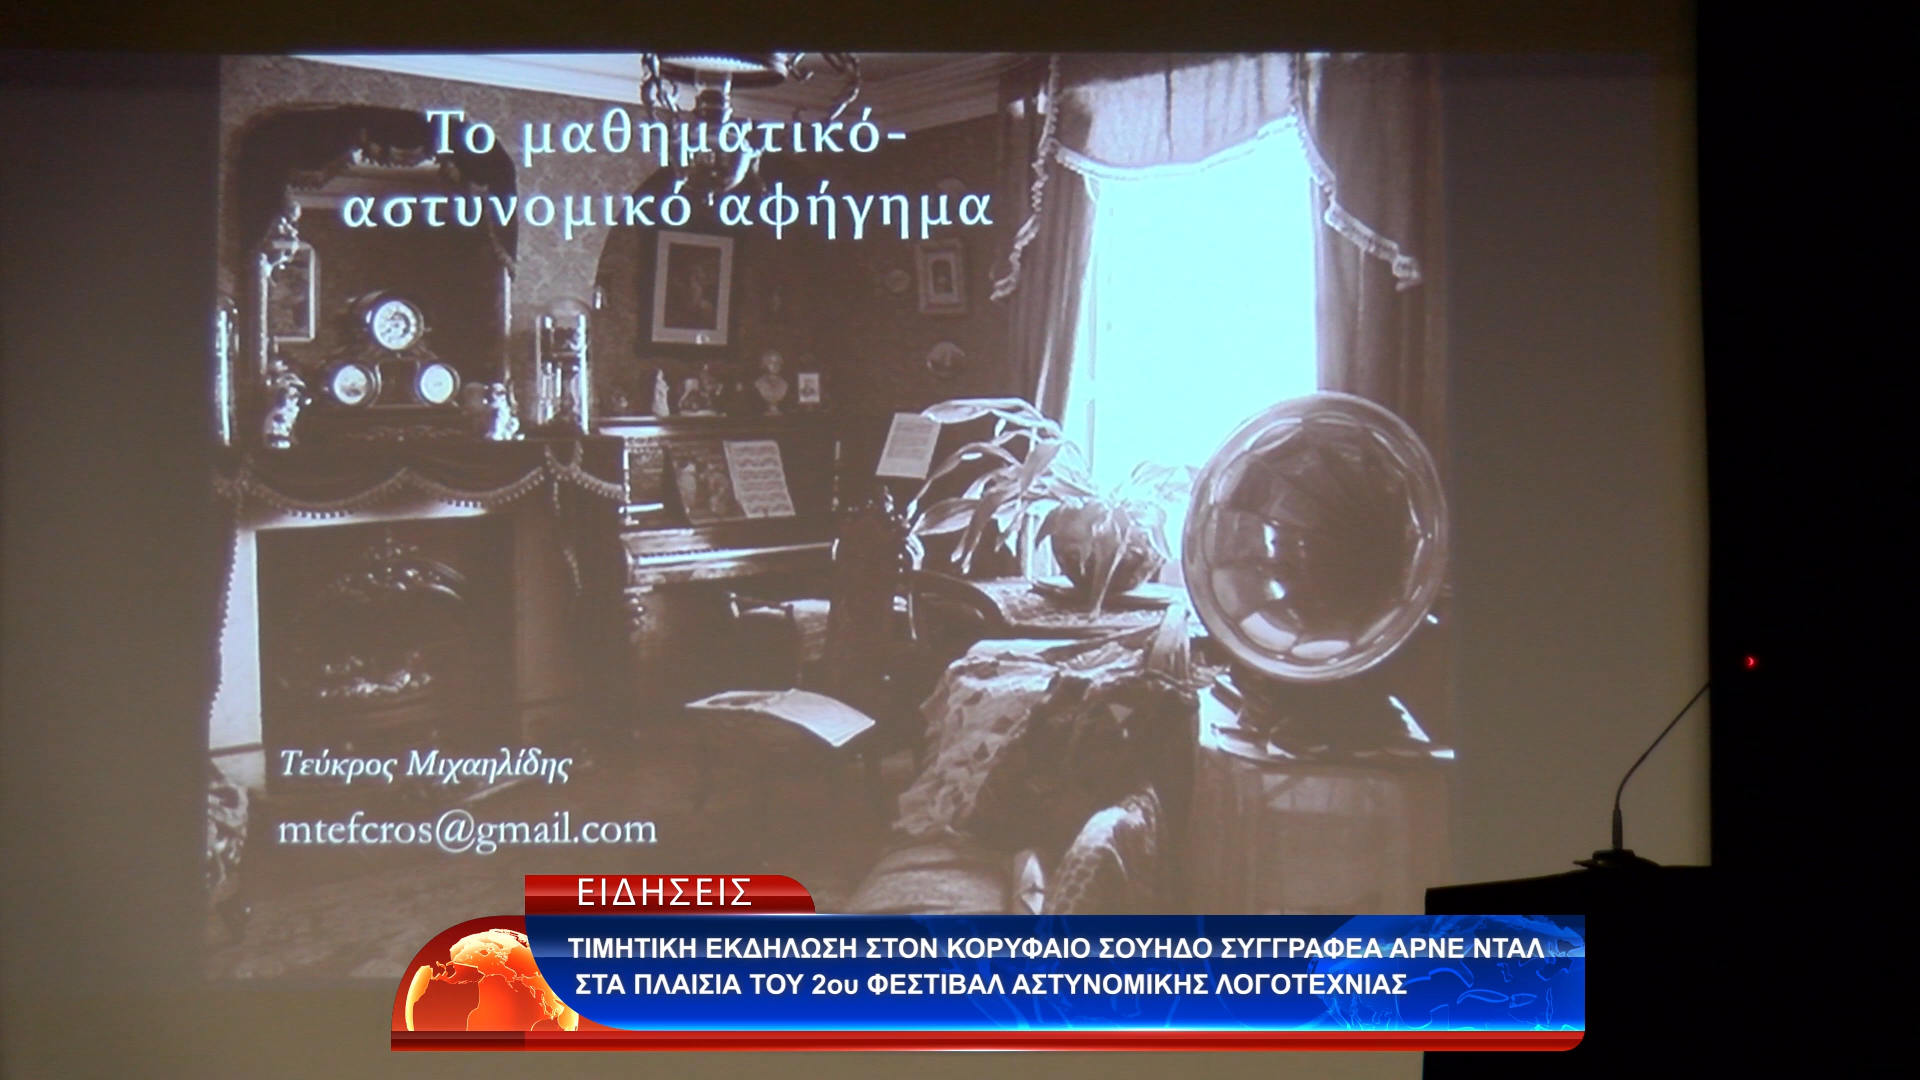 Το μαθηματικό-
αστυνομικό αφήγημα
Τεύκρος Μιχαηλίδης
mtefcros@gmail.com
ΕΙΔΗΣΕΙΣ
ΤΙΜΗΤΙΚΗ ΕΚΔΗΛΩΣΗ ΣΤΟΝ ΚΟΡΥΦΑΙΟ ΣΟΥΗΔΟ ΣΥΓΓΡΑΦΕΑ ΑΡΝΕ ΝΤΑΛ
ΣΤΑ ΠΛΑΙΣΙΑ ΤΟΥ 2ου ΦΕΣΤΙΒΑΛ ΑΣΤΥΝΟΜΙΚΗΣ ΛΟΓΟΤΕΧΝΙΑΣ